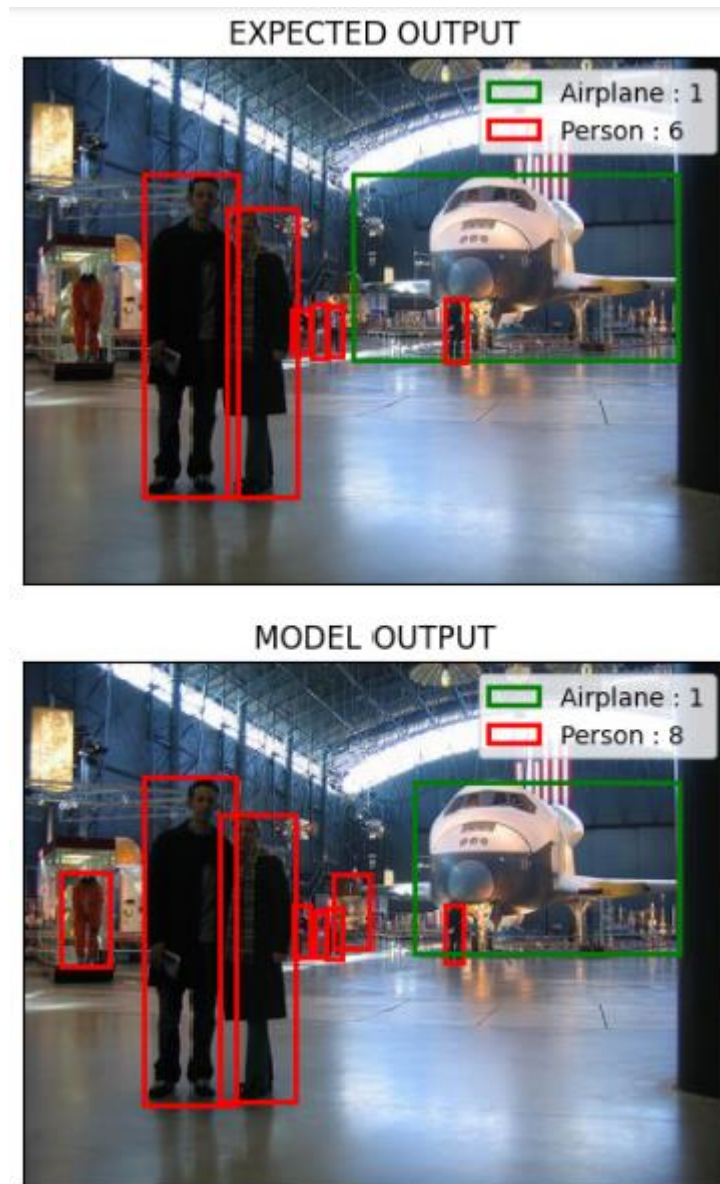 EXPECTED OUTPUT
Airplane : 1
Person : 6
MODEL OUTPUT
Airplane : 1
Person : 8